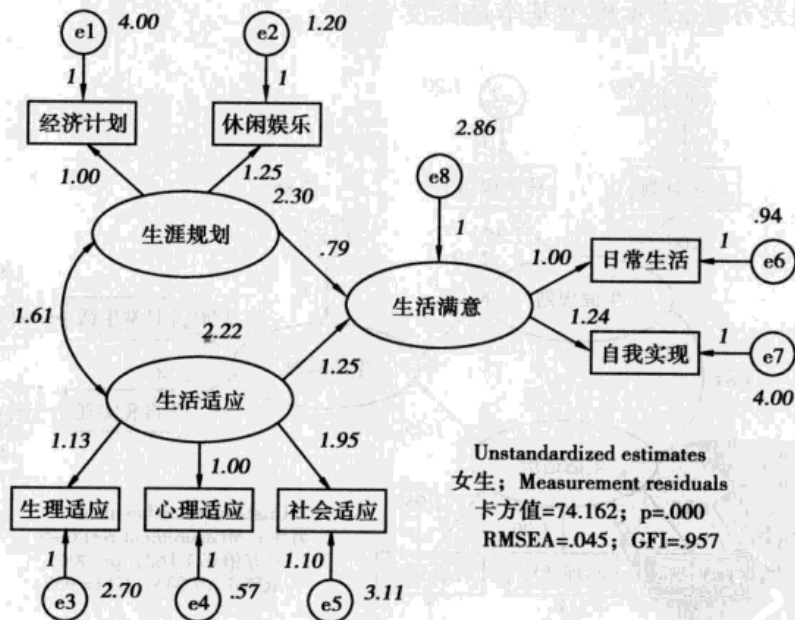 e1 4.00
e2 1.20
1
1
经济计划
休闲娱乐
1.00
1.25
2.30
生涯规划
.79
2.86
e8
1
生活满意
1.00
日常生活
1
.94
e6
1.24
自我实现
1
e7
4.00
1.61
2.22
生活适应
1.25
1.13
1.00
1.95
生理适应
心理适应
社会适应
1
1
1.10
e3 2.70
e4 .57
e5 3.11
Unstandardized estimates
女生；Measurement residuals
卡方值=74.162；p=.000
RMSEA=.045；GFI=.957